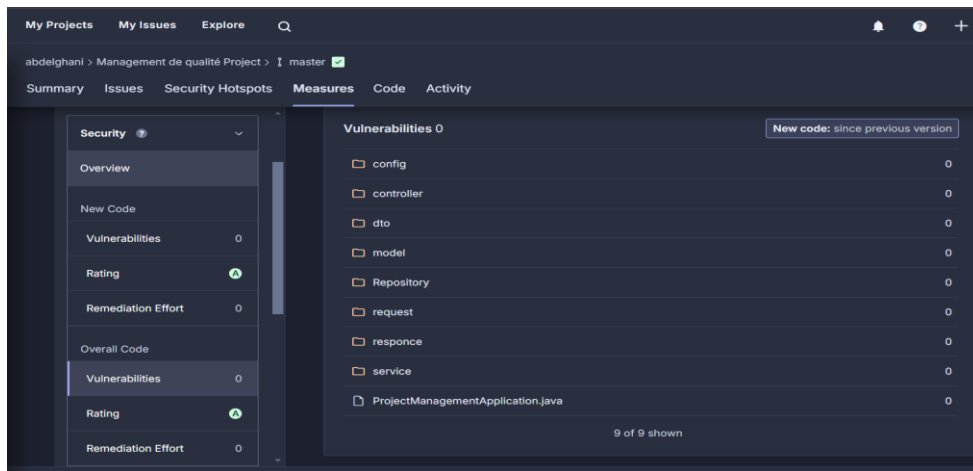 My Projects My Issues Explore
abdelghani > Management de qualité Project > master
Summary Issues Security Hotspots Measures Code Activity
Security ?
Overview
New Code
Vulnerabilities 0
Rating A
Remediation Effort 0
Overall Code
Vulnerabilities 0
Rating A
Remediation Effort 0
Vulnerabilities 0 New code: since previous version
config 0
controller 0
dto 0
model 0
Repository 0
request 0
responce 0
service 0
ProjectManagementApplication.java 0
9 of 9 shown